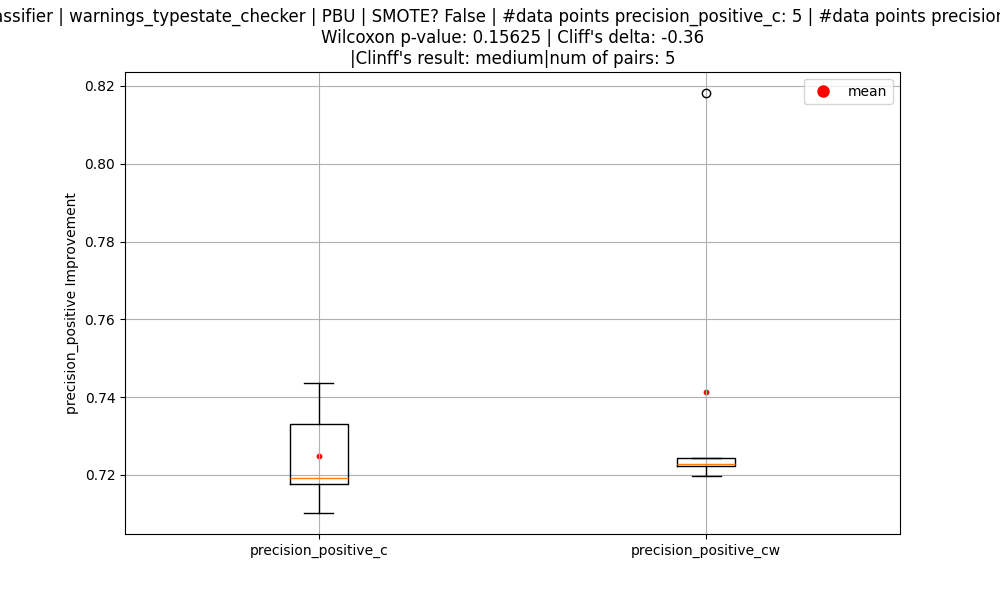 | warnings_typestate_checker | PBU | SMOTE? False | #data points precision_positive_c: 5 | #data points
Wilcoxon p-value: 0.15625 | Cliff's delta: -0.36
|Clinff's result: medium|num of pairs: 5
mean
0.82
0.80
0.78
0.76
0.74
0.72
precision_positive Improvement
precision_positive_c
precision_positive_cw